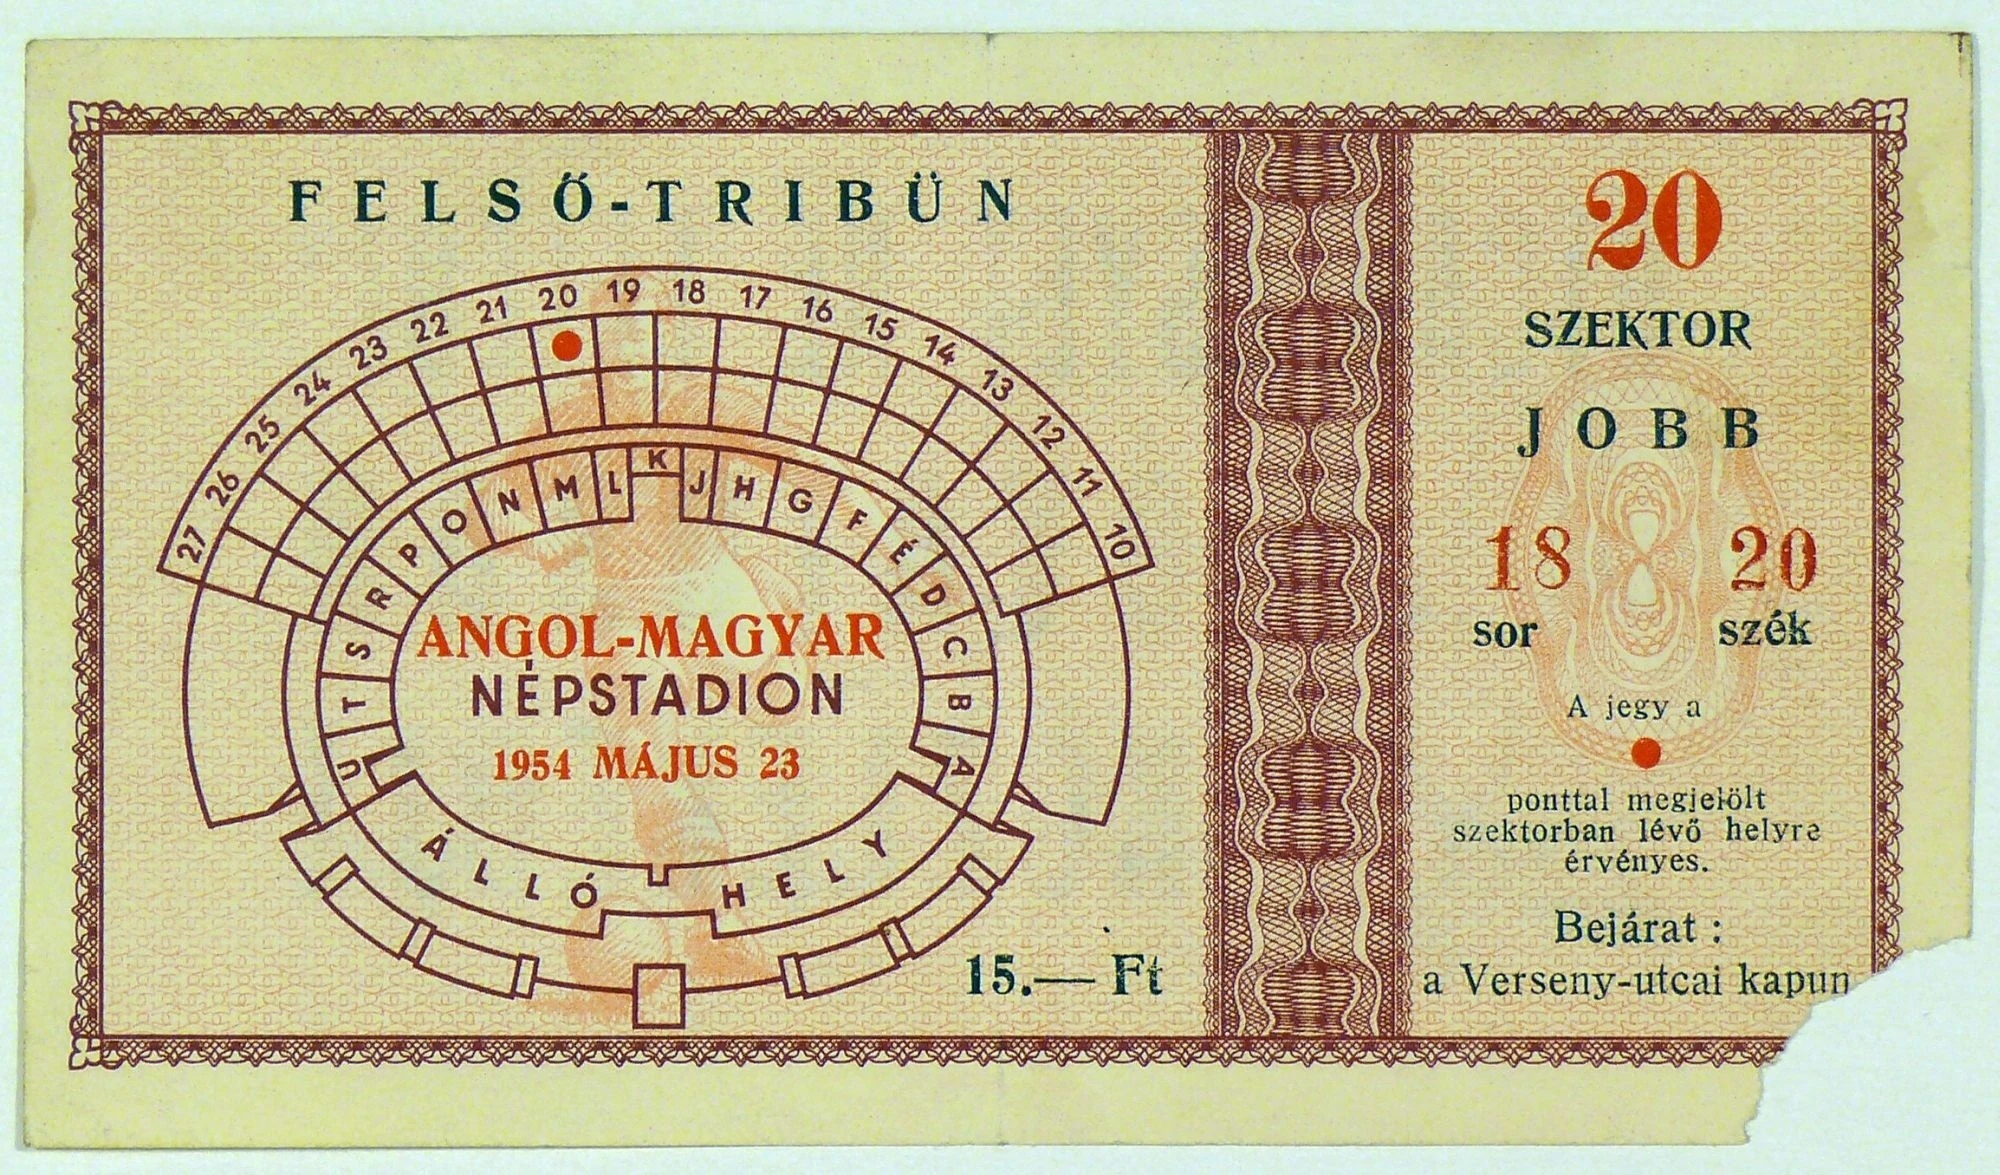 FELSŐ-TRIBÜN
27 26 25 24 23 22 21 20 19 18 17 16 15 14 13 12 11 10
U T S R P O N M L K J H G F É D C B A
ANGOL-MAGYAR
NÉPSTADION
1954 MÁJUS 23
ÁLLÓ HELY
15.— Ft
20
SZEKTOR
JOBB
18 20
sor szék
A jegy a
ponttal megjelölt
szektorban lévő helyre
érvényes.
Bejárat :
a Verseny-utcai kapun